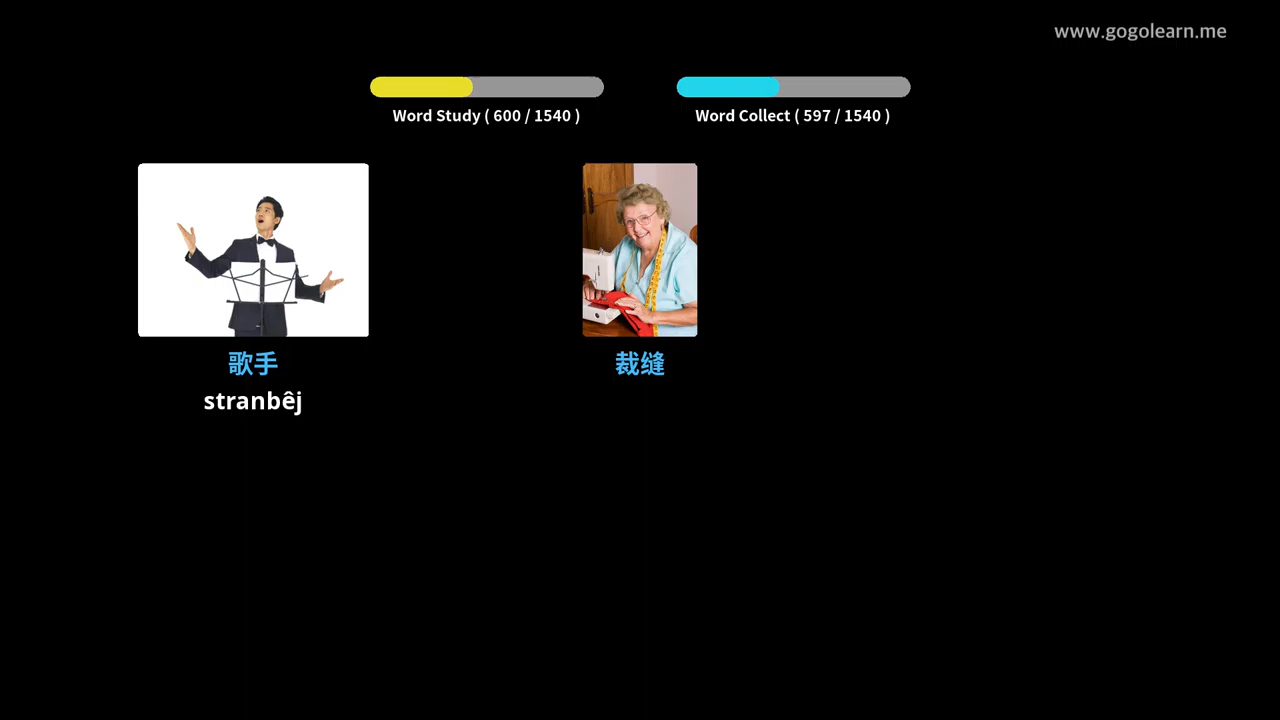 www.gogolearn.me
Word Study ( 600 / 1540 )
Word Collect ( 597 / 1540 )
歌手
裁缝
stranbêj